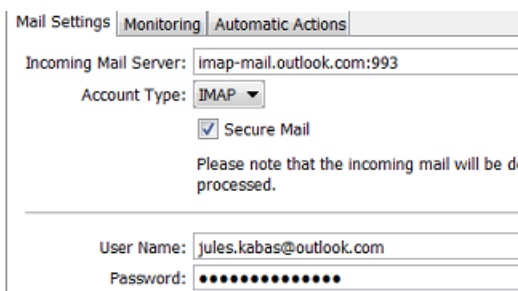 Mail Settings Monitoring Automatic Actions
Incoming Mail Server: imap-mail.outlook.com:993
Account Type: IMAP
Secure Mail
Please note that the incoming mail will be
processed.
User Name: jules.kabas@outlook.com
Password: ●●●●●●●●●●●●●●